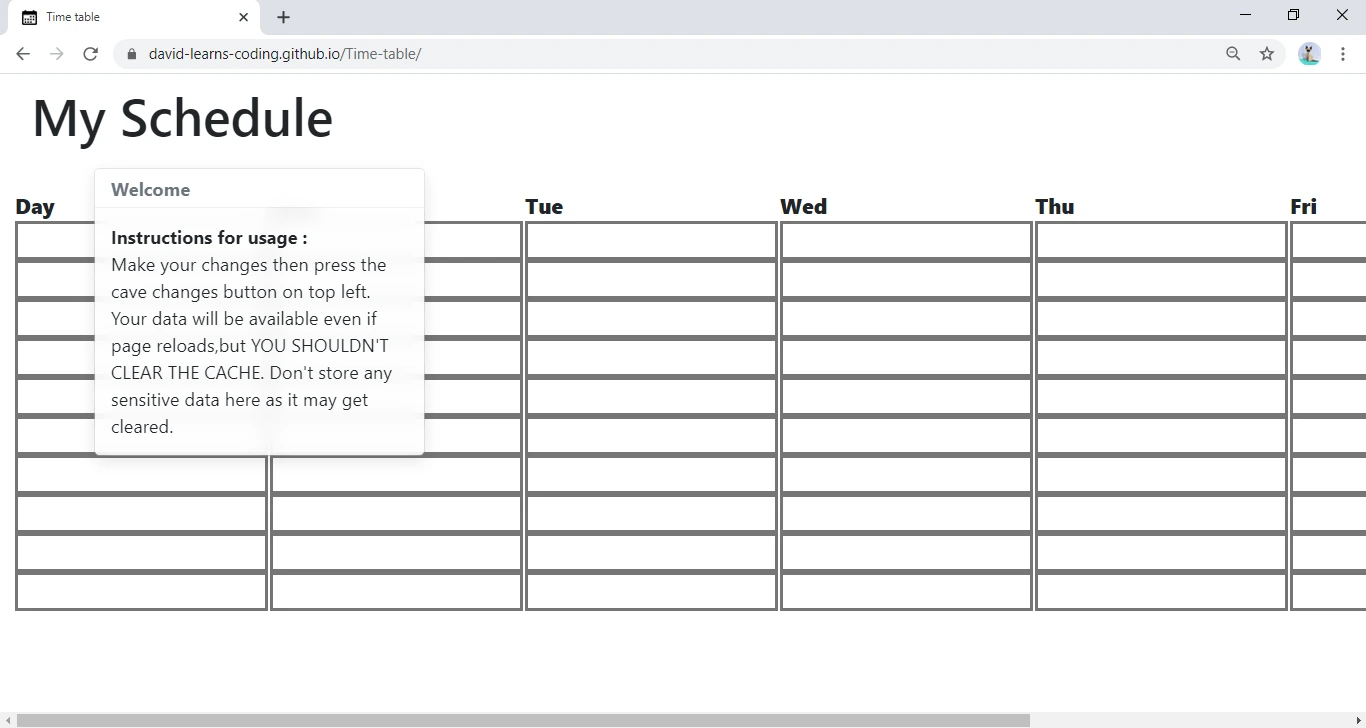 Time table
david-learns-coding.github.io/Time-table/
My Schedule
Day Tue Wed Thu Fri
Welcome
Instructions for usage :
Make your changes then press the
cave changes button on top left.
Your data will be available even if
page reloads,but YOU SHOULDN'T
CLEAR THE CACHE. Don't store any
sensitive data here as it may get
cleared.